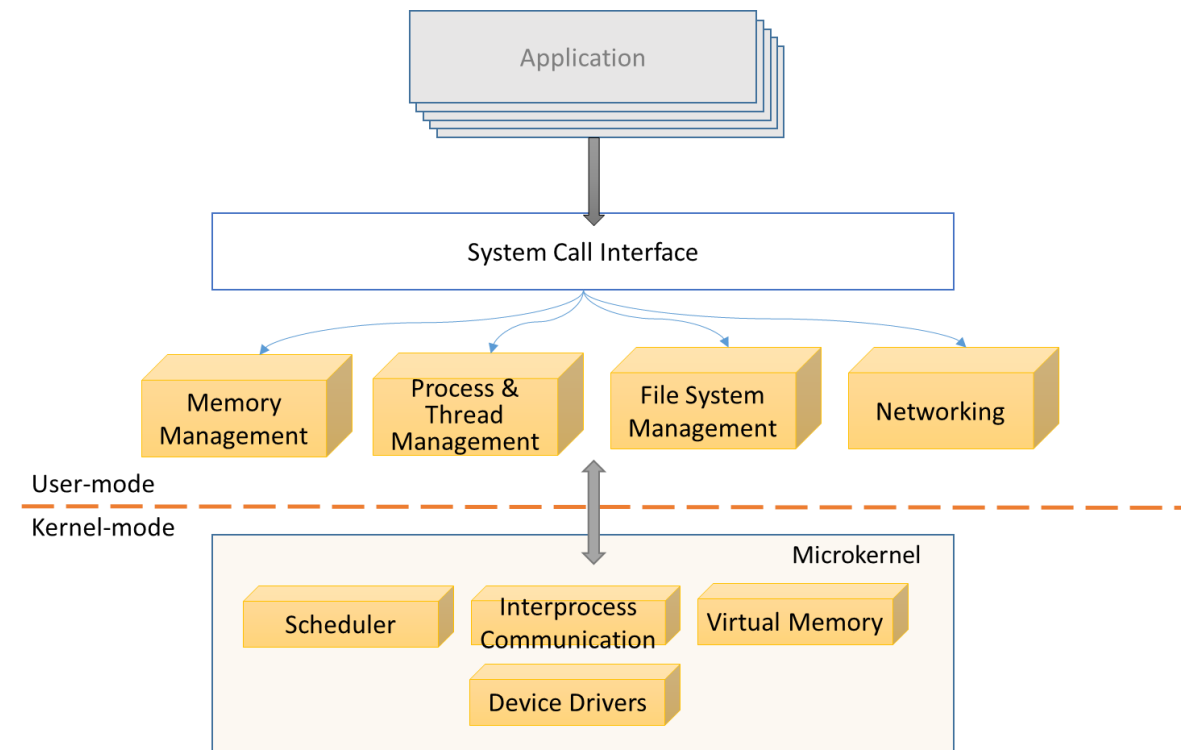 Application
System Call Interface
Memory
Management
Process &
Thread
Management
File System
Management
Networking
User-mode
Kernel-mode
Microkernel
Scheduler
Interprocess
Communication
Virtual Memory
Device Drivers